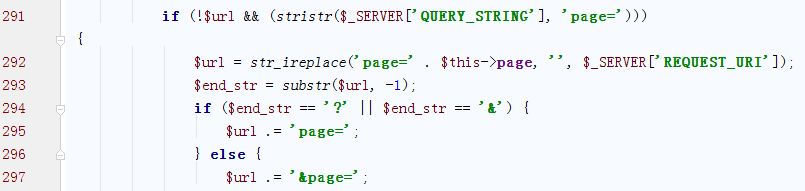 291 if (!$url && (stristr($_SERVER['QUERY_STRING'], 'page=')))
{
292 $url = str_ireplace('page=' . $this->page, '', $_SERVER['REQUEST_URI']);
293 $end_str = substr($url, -1);
294 if ($end_str == '?' || $end_str == '&') {
295 $url .= 'page=';
296 } else {
297 $url .= '&page=';